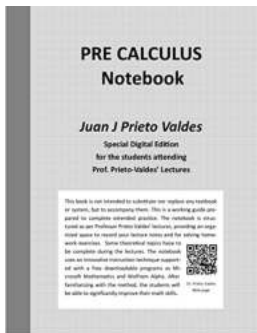 PRE CALCULUS
Notebook
Juan J Prieto Valdes
Special Digital Edition
for the students attending
Prof. Prieto-Valdes' Lectures
This book is not intended to substitute nor replace any textbook
or system, but to accompany them. This is a working guide pre-
pared to complete extended practice. The notebook is struc-
tured as per Professor Prieto Valdes' lectures, providing an orga-
nized space to record your lecture notes and for solving home-
work exercises. Some theoretical topics have to
be complete during the lectures. The notebook
uses an innovative instruction technique support-
ed with a free downloadable programs as Mi-
crosoft Mathematics and Wolfram Alpha. After
familiarizing with the method, the students will
be able to significantly improve their math skills.
Dr. Prieto Valdes
Web page